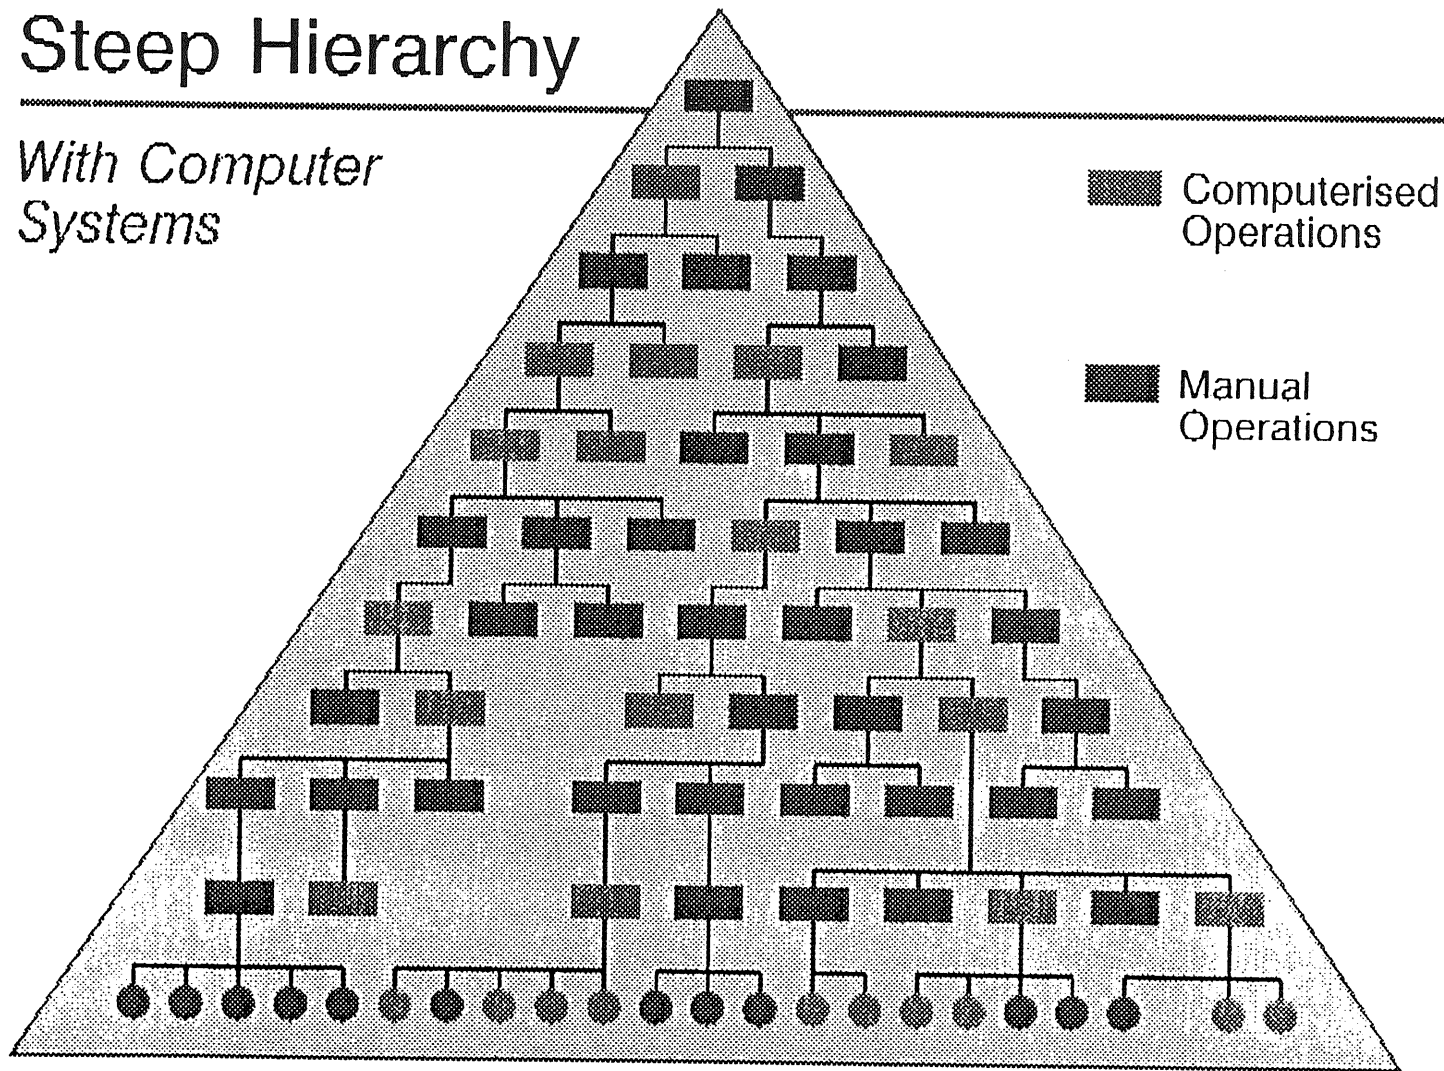 Steep Hierarchy
With Computer
Systems
Computerised
Operations
Manual
Operations